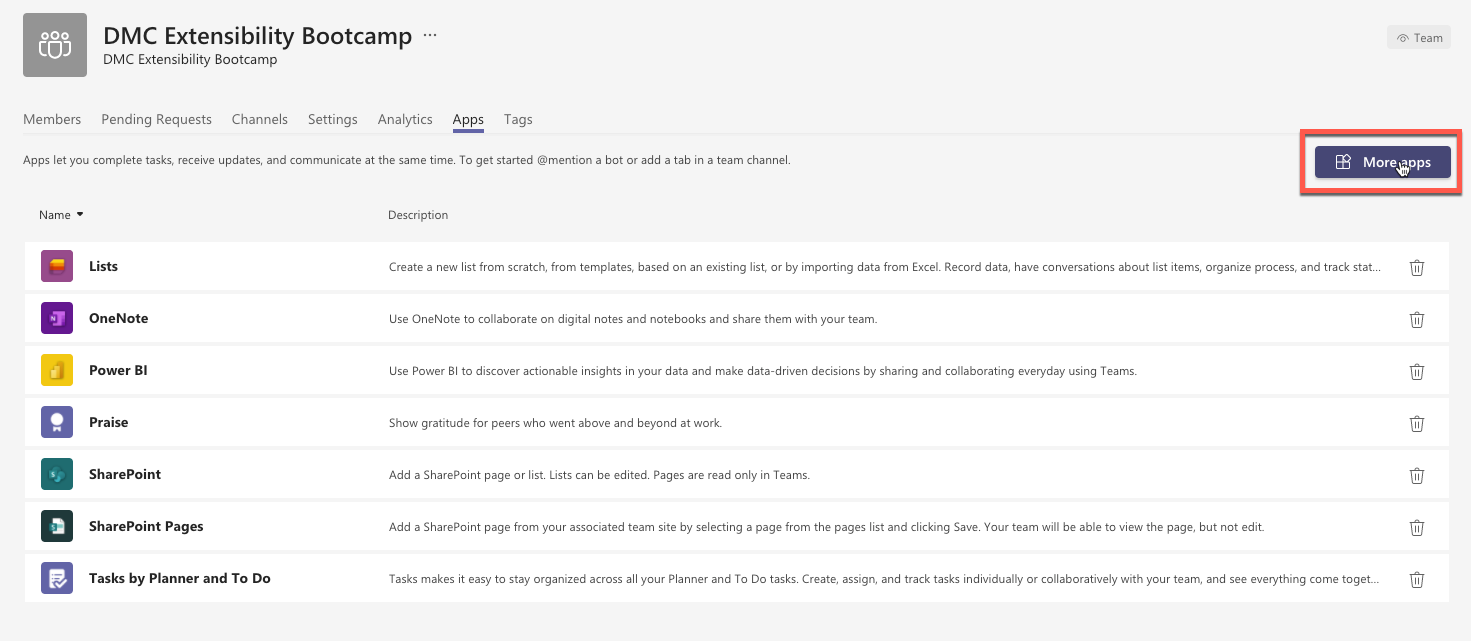 DMC Extensibility Bootcamp ...
DMC Extensibility Bootcamp
Team
Members Pending Requests Channels Settings Analytics Apps Tags
Apps let you complete tasks, receive updates, and communicate at the same time. To get started @mention a bot or add a tab in a team channel.
More apps
Name Description
Lists Create a new list from scratch, from templates, based on an existing list, or by importing data from Excel. Record data, have conversations about list items, organize process, and track stat...
OneNote Use OneNote to collaborate on digital notes and notebooks and share them with your team.
Power BI Use Power BI to discover actionable insights in your data and make data-driven decisions by sharing and collaborating everyday using Teams.
Praise Show gratitude for peers who went above and beyond at work.
SharePoint Add a SharePoint page or list. Lists can be edited. Pages are read only in Teams.
SharePoint Pages Add a SharePoint page from your associated team site by selecting a page from the pages list and clicking Save. Your team will be able to view the page, but not edit.
Tasks by Planner and To Do Tasks makes it easy to stay organized across all your Planner and To Do tasks. Create, assign, and track tasks individually or collaboratively with your team, and see everything come toget...